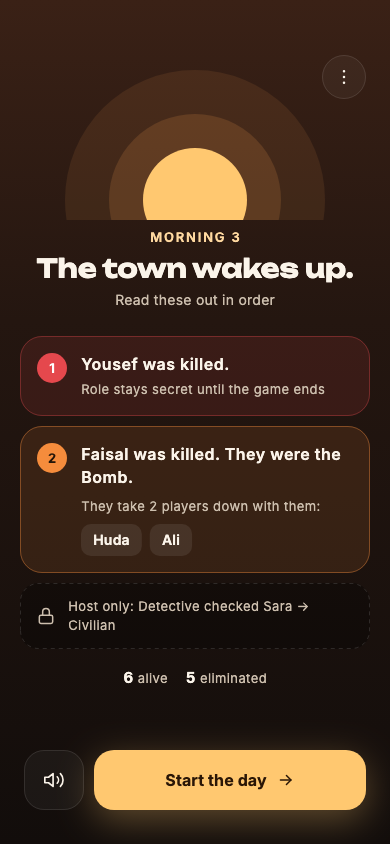 MORNING 3
The town wakes up.
Read these out in order
1
Yousef was killed.
Role stays secret until the game ends
2
Faisal was killed. They were the
Bomb.
They take 2 players down with them:
Huda Ali
Host only: Detective checked Sara →
Civilian
6 alive 5 eliminated
Start the day →